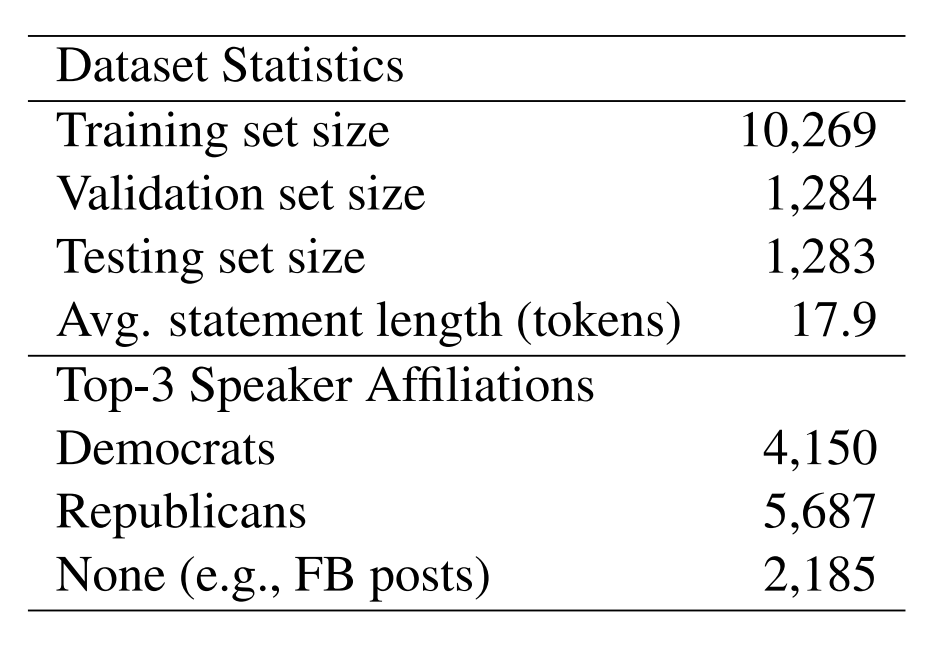 Dataset Statistics
Training set size 10,269
Validation set size 1,284
Testing set size 1,283
Avg. statement length (tokens) 17.9
Top-3 Speaker Affiliations
Democrats 4,150
Republicans 5,687
None (e.g., FB posts) 2,185